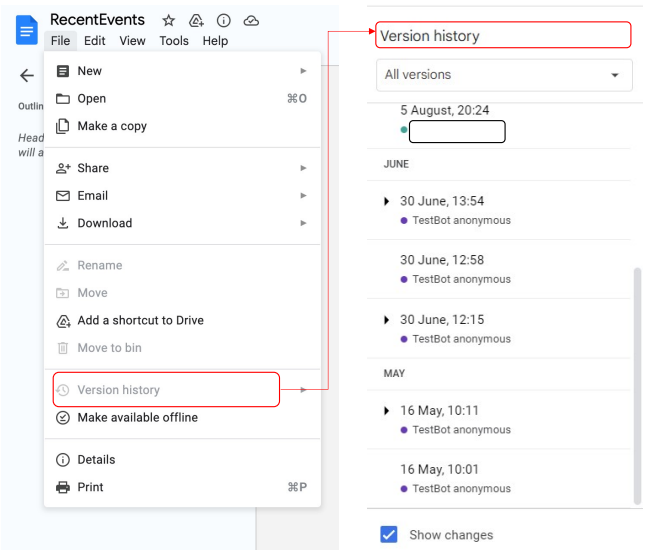 RecentEvents
File Edit View Tools Help
New
Open ⌘O
Make a copy
Outlin
Head
will a
Share
Email
Download
Rename
Move
Add a shortcut to Drive
Move to bin
Version history
Make available offline
Details
Print ⌘P
Version history
All versions
5 August, 20:24
JUNE
30 June, 13:54
TestBot anonymous
30 June, 12:58
TestBot anonymous
30 June, 12:15
TestBot anonymous
MAY
16 May, 10:11
TestBot anonymous
16 May, 10:01
TestBot anonymous
Show changes